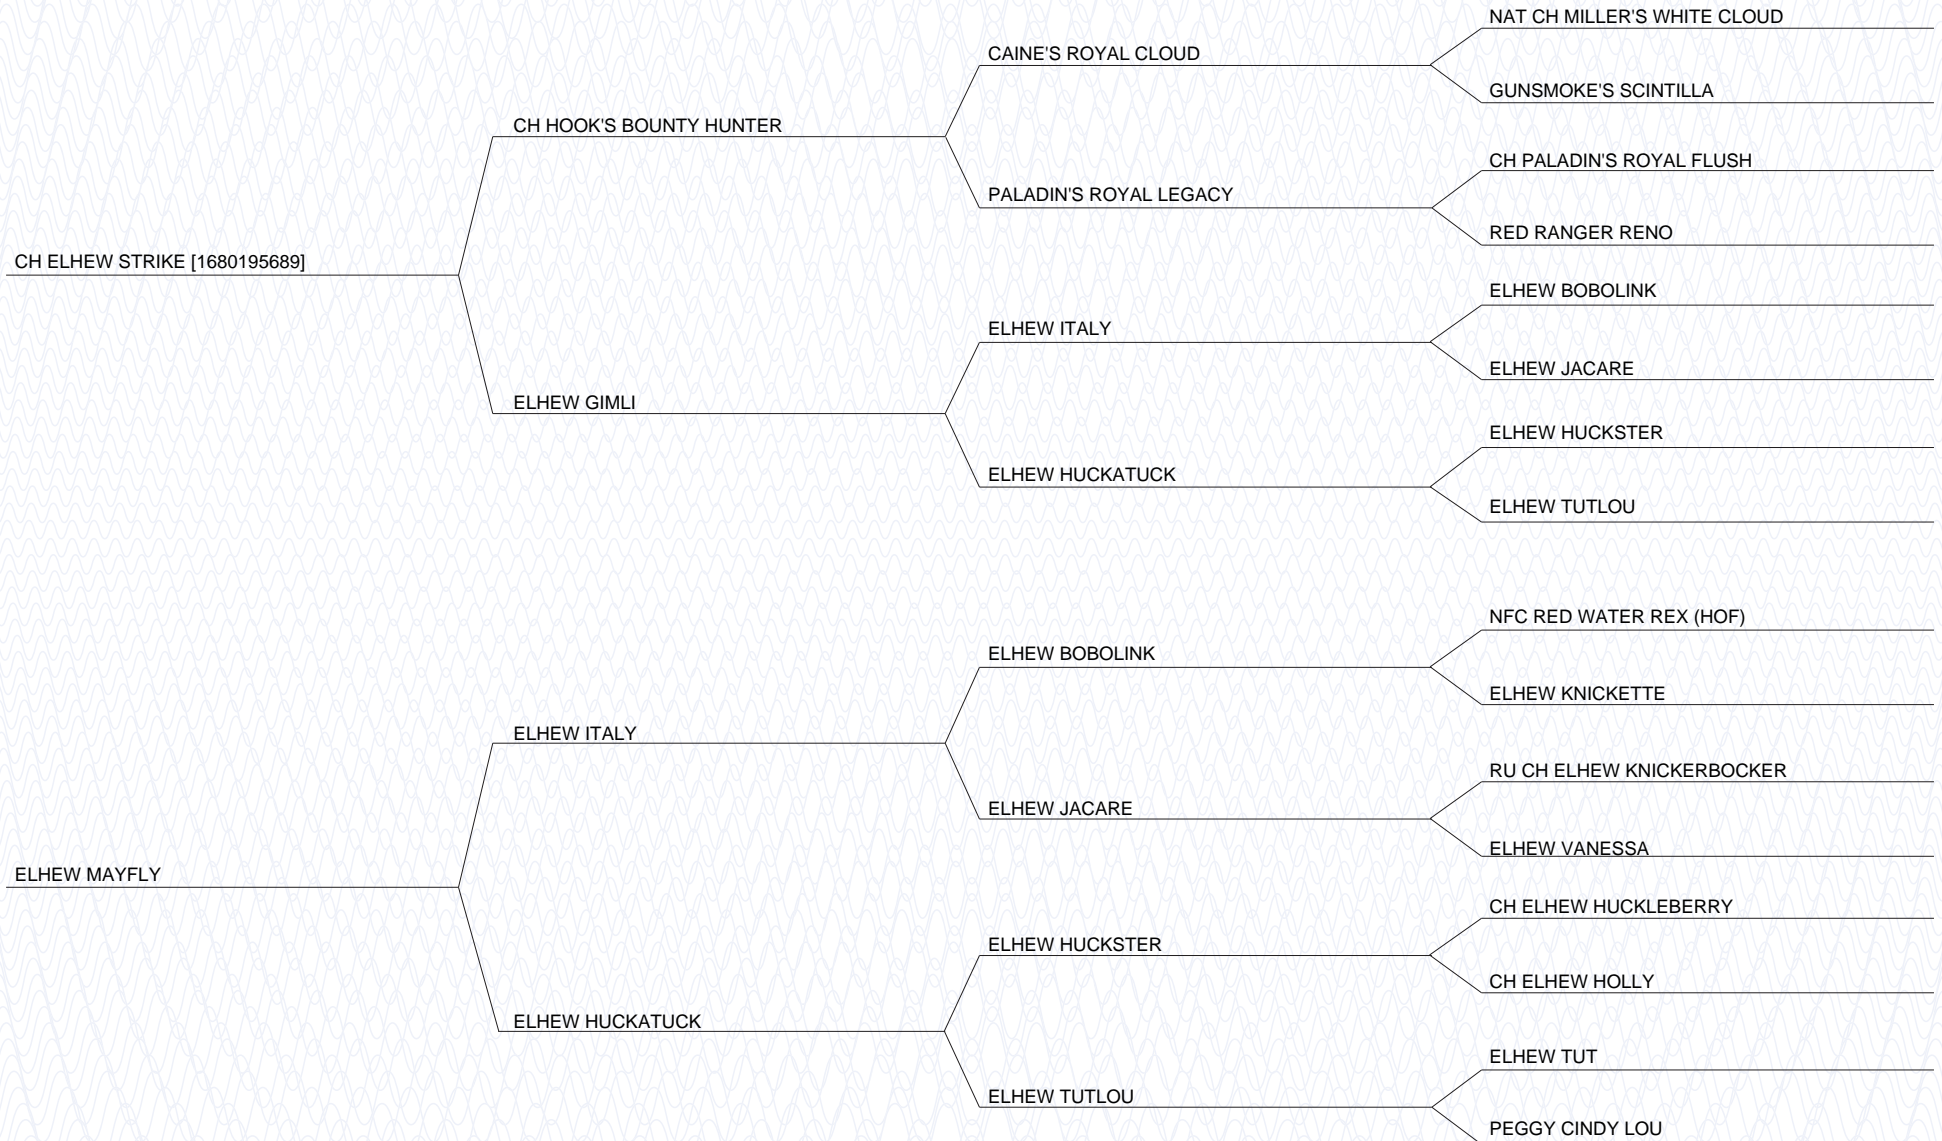 NAT CH MILLER'S WHITE CLOUD
CAINE'S ROYAL CLOUD
GUNSMOKE'S SCINTILLA
CH HOOK'S BOUNTY HUNTER
CH PALADIN'S ROYAL FLUSH
PALADIN'S ROYAL LEGACY
RED RANGER RENO
CH ELHEW STRIKE [1680195689]
ELHEW BOBOLINK
ELHEW ITALY
ELHEW JACARE
ELHEW GIMLI
ELHEW HUCKSTER
ELHEW HUCKATUCK
ELHEW TUTLOU
NFC RED WATER REX (HOF)
ELHEW BOBOLINK
ELHEW KNICKETTE
ELHEW ITALY
RU CH ELHEW KNICKERBOCKER
ELHEW JACARE
ELHEW VANESSA
ELHEW MAYFLY
CH ELHEW HUCKLEBERRY
ELHEW HUCKSTER
CH ELHEW HOLLY
ELHEW HUCKATUCK
ELHEW TUT
ELHEW TUTLOU
PEGGY CINDY LOU